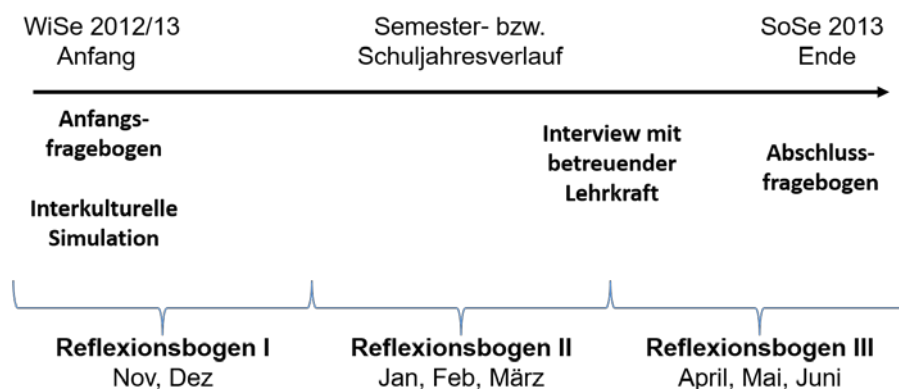 WiSe 2012/13
Anfang
Semester- bzw.
Schuljahresverlauf
SoSe 2013
Ende
Anfangs-
fragebogen
Interkulturelle
Simulation
Interview mit
betreuender
Lehrkraft
Abschluss-
fragebogen
Reflexionsbogen I
Nov, Dez
Reflexionsbogen II
Jan, Feb, März
Reflexionsbogen III
April, Mai, Juni